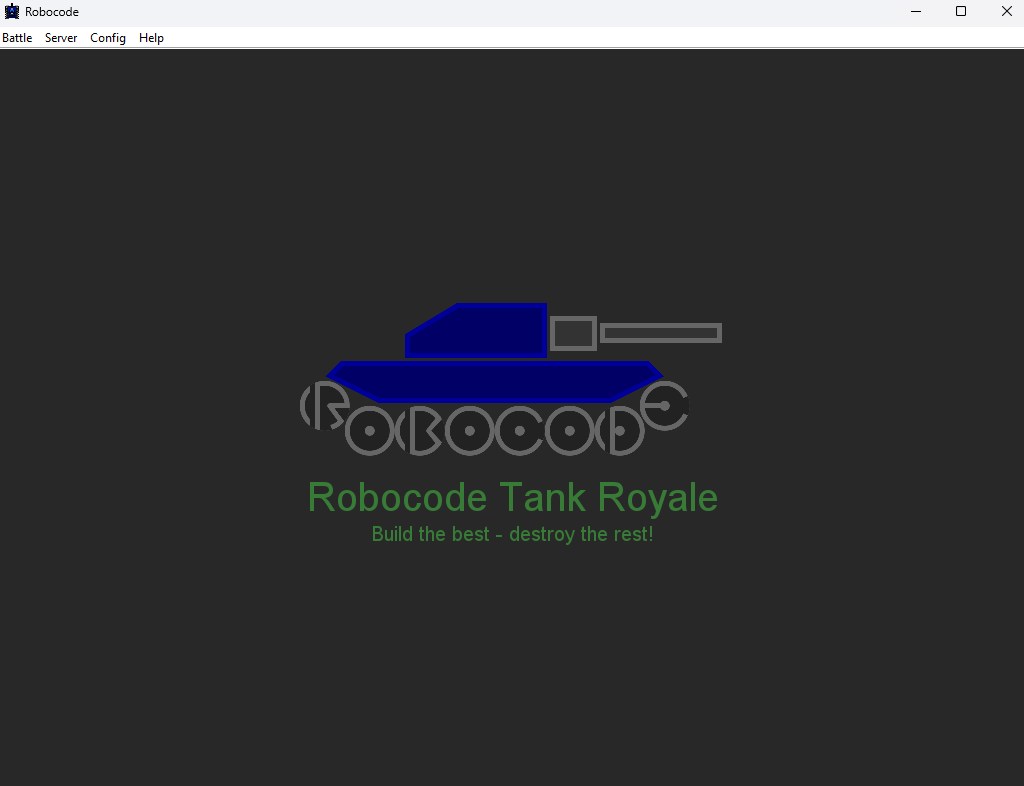 Robocode
Battle Server Config Help
ROBOCODE
Robocode Tank Royale
Build the best - destroy the rest!